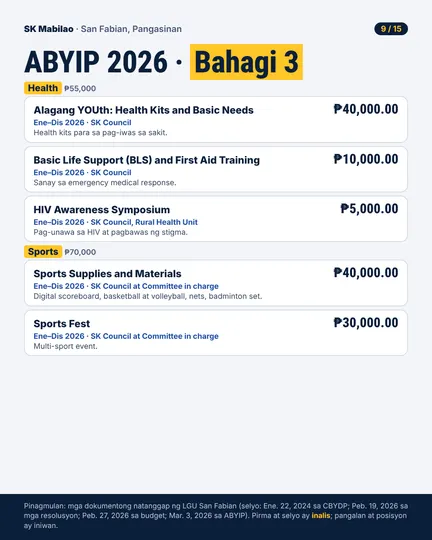 SK Mabilao · San Fabian, Pangasinan
9 / 15
ABYIP 2026 · Bahagi 3
Health ₱55,000
Alagang YOUth: Health Kits and Basic Needs ₱40,000.00
Ene–Dis 2026 · SK Council
Health kits para sa pag-iwas sa sakit.
Basic Life Support (BLS) and First Aid Training ₱10,000.00
Ene–Dis 2026 · SK Council
Sanay sa emergency medical response.
HIV Awareness Symposium ₱5,000.00
Ene–Dis 2026 · SK Council, Rural Health Unit
Pag-unawa sa HIV at pagbawas ng stigma.
Sports ₱70,000
Sports Supplies and Materials ₱40,000.00
Ene–Dis 2026 · SK Council at Committee in charge
Digital scoreboard, basketball at volleyball, nets, badminton set.
Sports Fest ₱30,000.00
Ene–Dis 2026 · SK Council at Committee in charge
Multi-sport event.
Pinagmulan: mga dokumentong natanggap ng LGU San Fabian (selyo: Ene. 22, 2024 sa CBYDP; Peb. 19, 2026 sa
mga resolusyon; Peb. 27, 2026 sa budget; Mar. 3, 2026 sa ABYIP). Pirma at selyo ay inalis; pangalan at posisyon
ay iniwan.